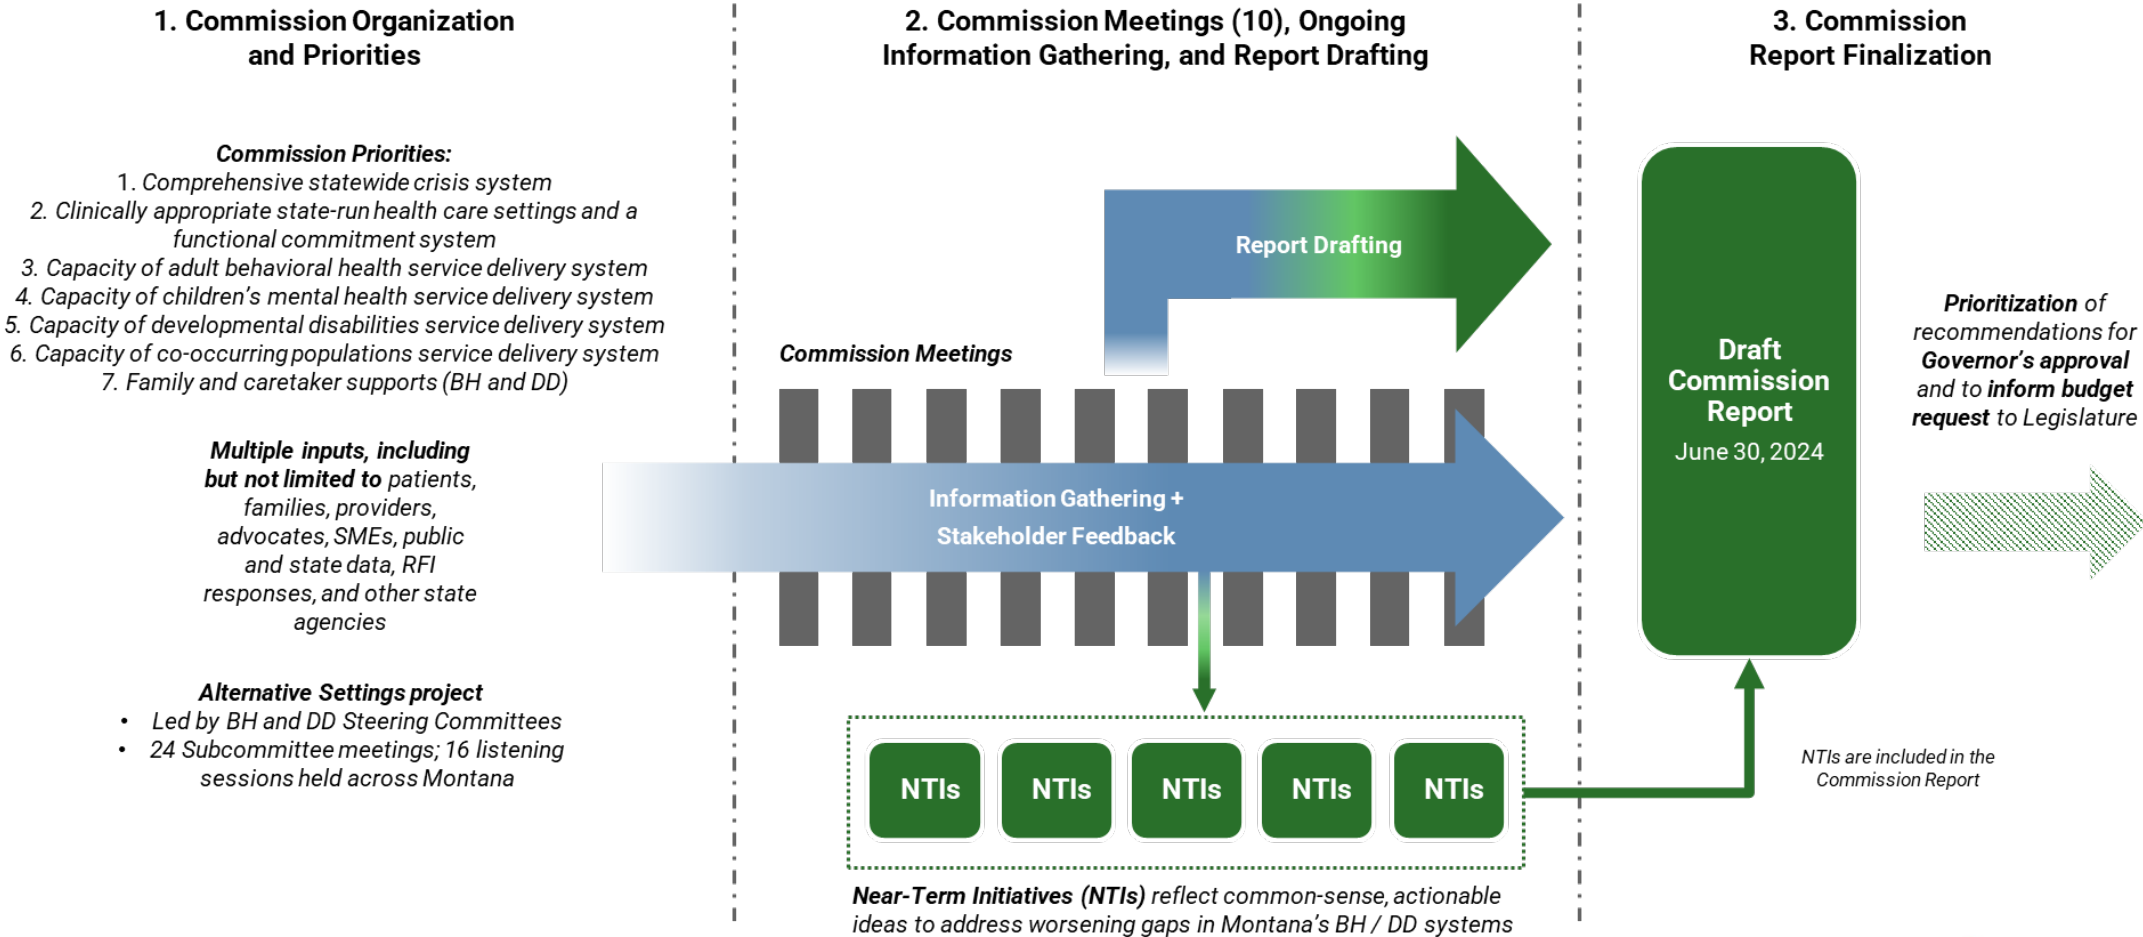 1. Commission Organization
and Priorities
Commission Priorities:
1. Comprehensive statewide crisis system
2. Clinically appropriate state-run health care settings and a
functional commitment system
3. Capacity of adult behavioral health service delivery system
4. Capacity of children's mental health service delivery system
5. Capacity of developmental disabilities service delivery system
6. Capacity of co-occurring populations service delivery system
7. Family and caretaker supports (BH and DD)
Multiple inputs, including
but not limited to patients,
families, providers,
advocates, SMEs, public
and state data, RFI
responses, and other state
agencies
Alternative Settings project
• Led by BH and DD Steering Committees
• 24 Subcommittee meetings; 16 listening
sessions held across Montana
2. Commission Meetings (10), Ongoing
Information Gathering, and Report Drafting
Report Drafting
Commission Meetings
Information Gathering +
Stakeholder Feedback
NTIs
NTIs
NTIs
NTIs
NTIs
Near-Term Initiatives (NTIs) reflect common-sense, actionable
ideas to address worsening gaps in Montana's BH / DD systems
3. Commission
Report Finalization
Draft
Commission
Report
June 30, 2024
Prioritization of
recommendations for
Governor's approval
and to inform budget
request to Legislature
NTIs are included in the
Commission Report